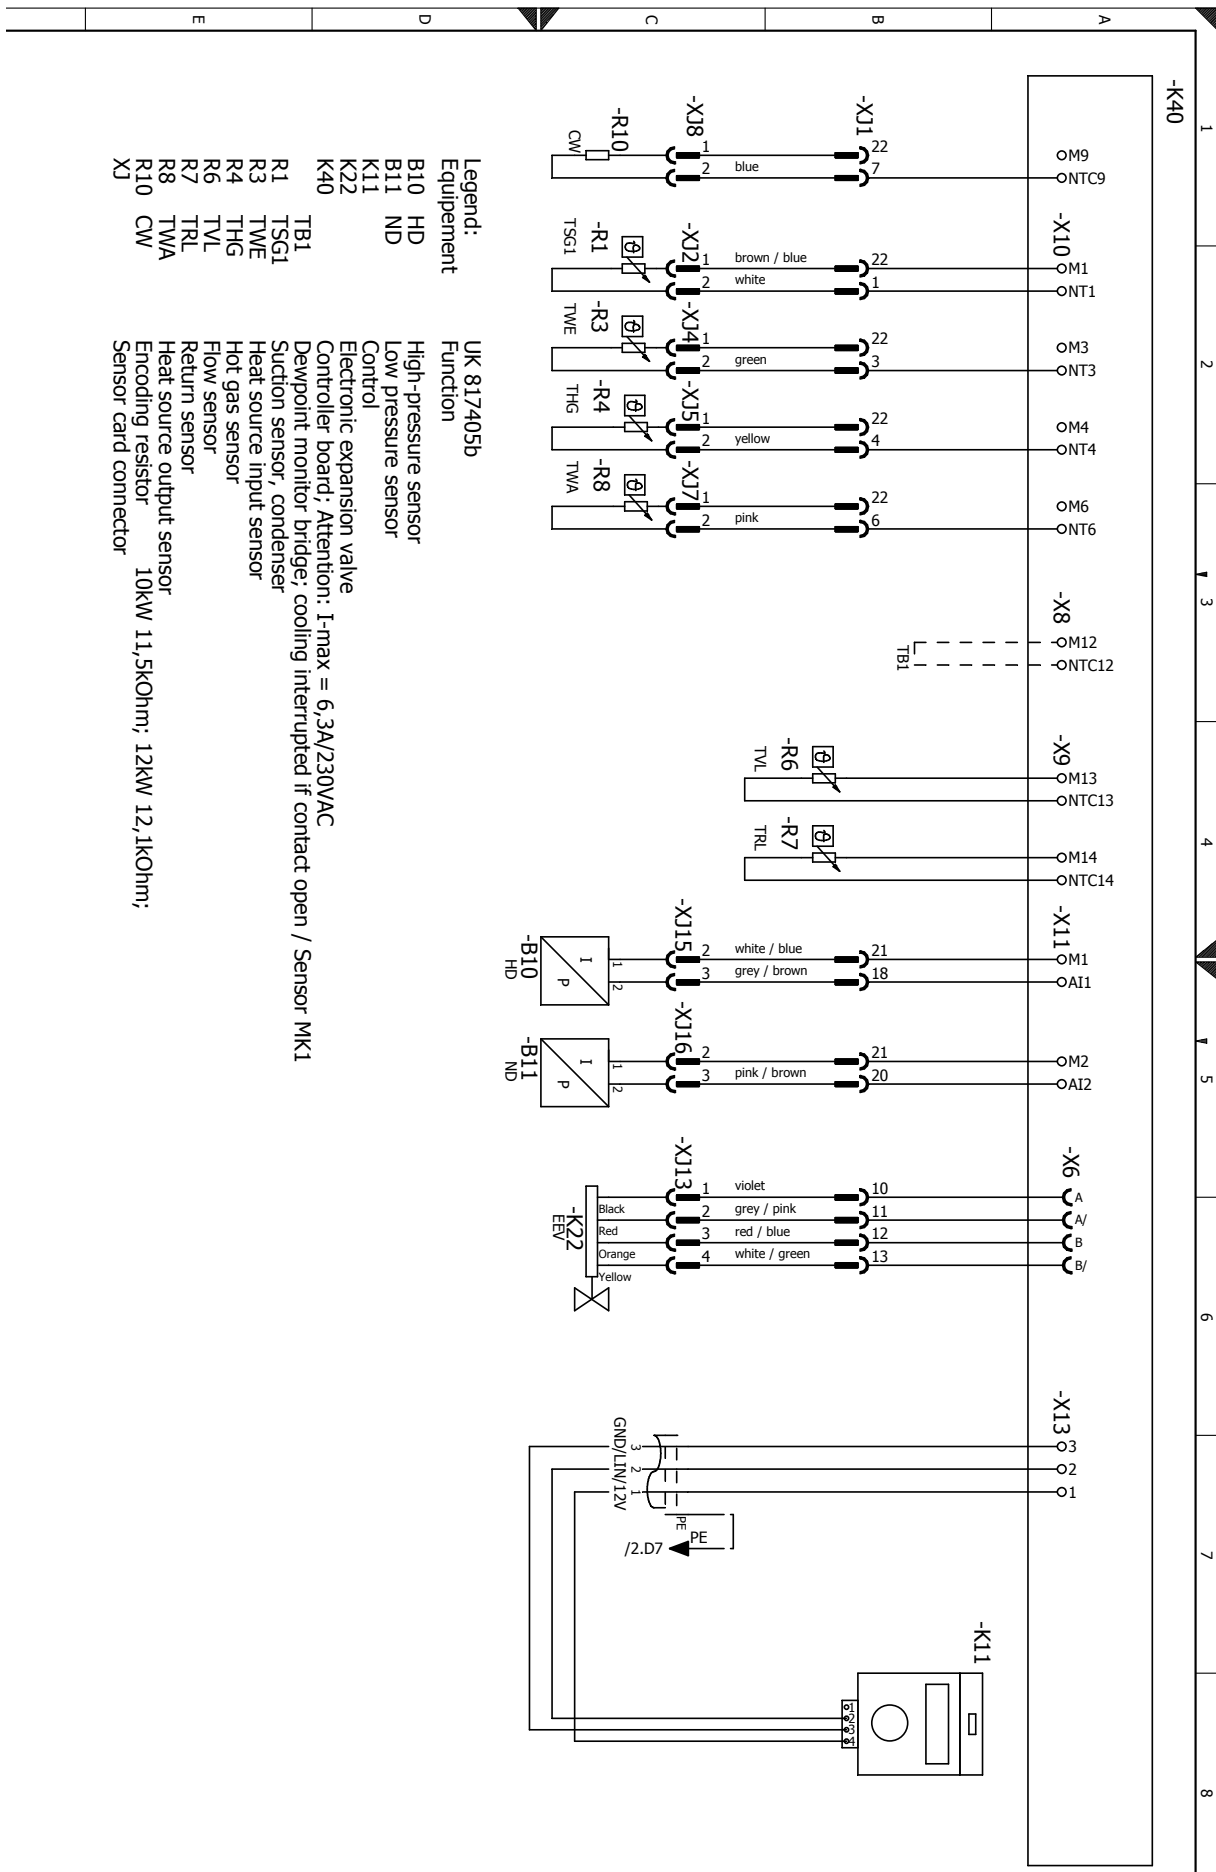 E
D
C
B
A
1
2
3
4
5
6
7
8
-K40
M9
NTC9
-X10
M1
NT1
M3
NT3
M4
NT4
M6
NT6
-X8
M12
NTC12
TB1
-X9
M13
NTC13
M14
NTC14
-X11
M1
AI1
M2
AI2
-X6
A
A/
B
B/
-X13
3
2
1
-XJ1
22
7
22
1
22
3
22
4
22
6
21
18
21
20
10
11
12
13
-XJ8
1
2
blue
-R10
CW
-XJ2
1
2
brown / blue
white
-R1
TSG1
-XJ4
1
2
green
-R3
TWE
-XJ5
1
2
yellow
-R4
THG
-XJ7
1
2
pink
-R8
TWA
-R6
ϑ
TVL
-R7
TRL
-XJ15
2
3
white / blue
grey / brown
1
2
I
P
-B10
HD
-XJ16
2
3
pink / brown
1
2
I
P
-B11
ND
-XJ13
1
2
3
4
violet
grey / pink
red / blue
white / green
Black
Red
Orange
Yellow
-K22
EEV
3
2
1
GND/LIN/12V
PE
PE
/2.D7
-K11
1
2
3
4
Legend: UK 817405b
Equipement Function
B10 HD High-pressure sensor
B11 ND Low pressure sensor
K11 Control
K22 Electronic expansion valve
K40 Controller board; Attention: I-max = 6,3A/230VAC
TB1 Dewpoint monitor bridge; cooling interrupted if contact open / Sensor MK1
R1 TSG1 Suction sensor, condenser
R3 TWE Heat source input sensor
R4 THG Hot gas sensor
R6 TVL Flow sensor
R7 TRL Return sensor
R8 TWA Heat source output sensor
R10 CW Encoding resistor 10kW 11,5kOhm; 12kW 12,1kOhm;
XJ Sensor card connector